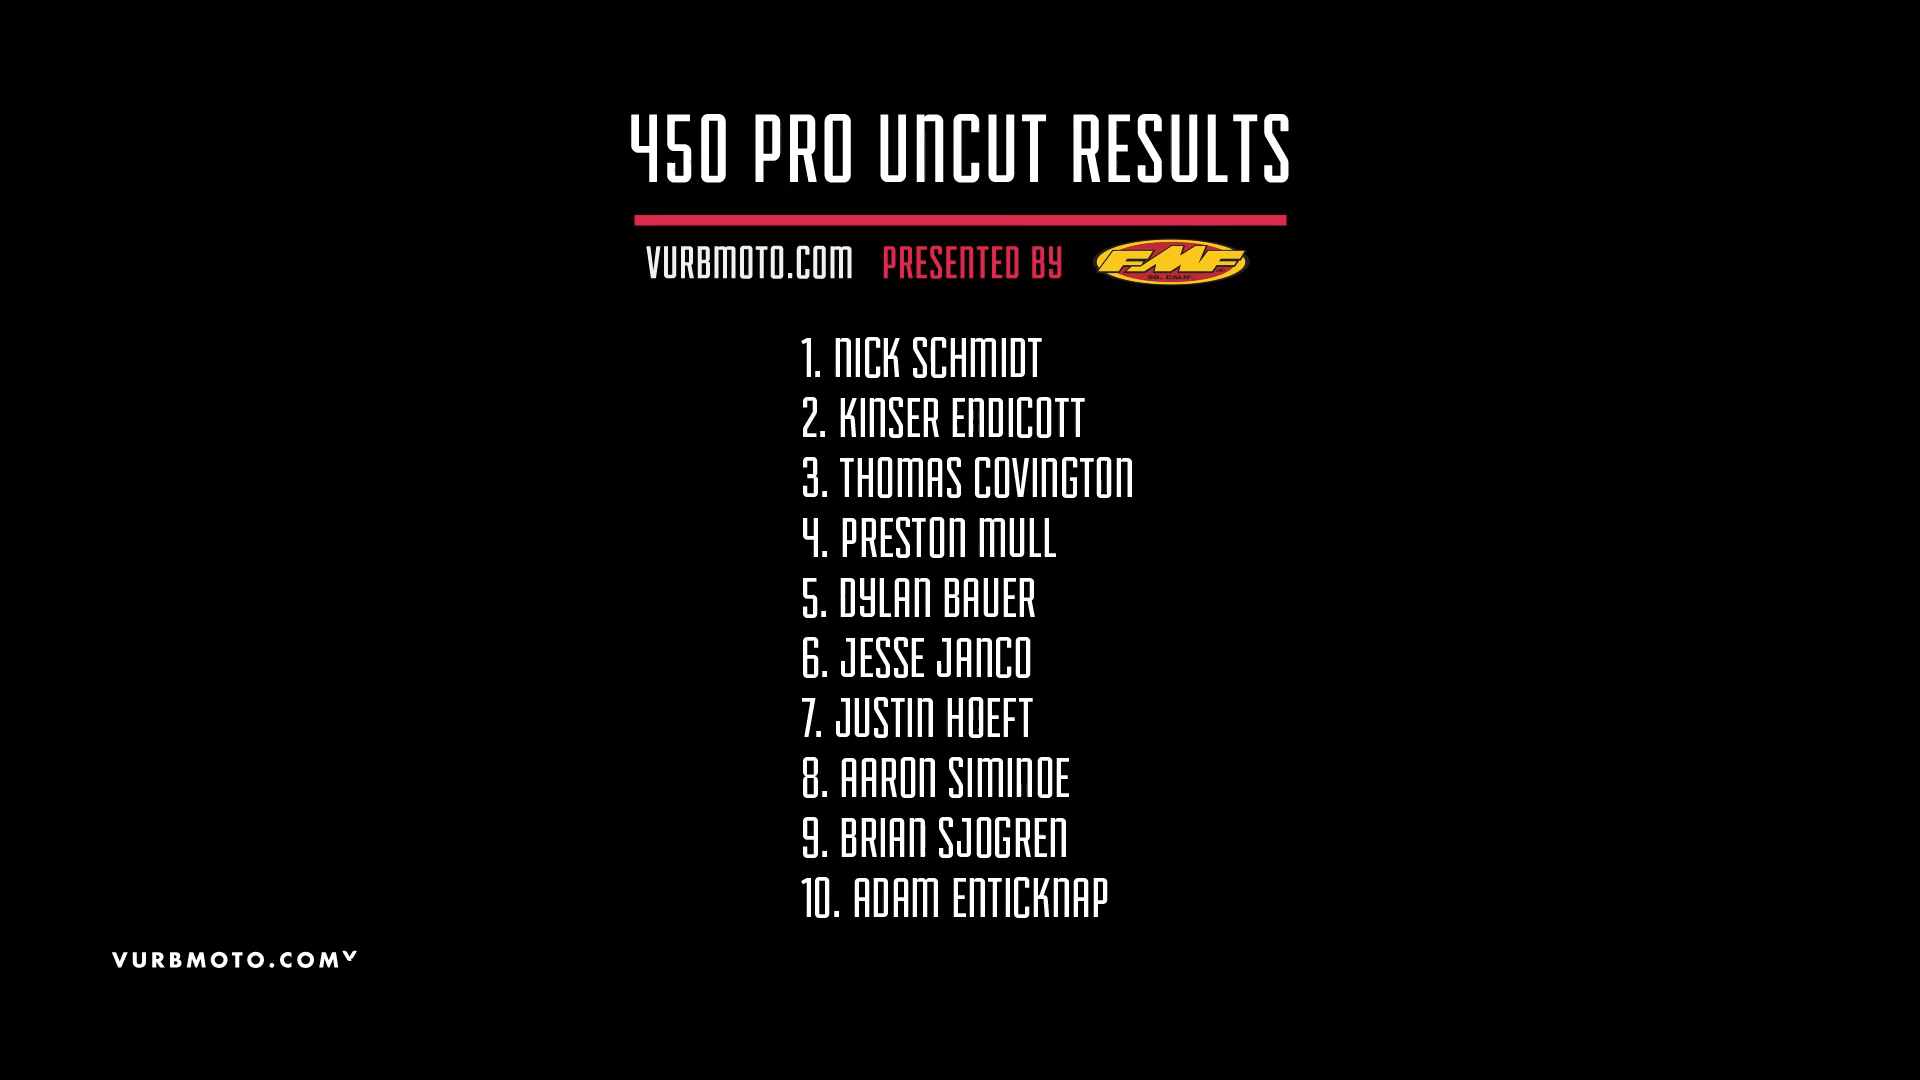 450 PRO UNCUT RESULTS
VURBMOTO.COM PRESENTED BY FMF
SO. CALIF.
1. NICK SCHMIDT
2. KINSER ENDICOTT
3. THOMAS COVINGTON
4. PRESTON MULL
5. DYLAN BAUER
6. JESSE JANCO
7. JUSTIN HOEFT
8. AARON SIMINOE
9. BRIAN SJOGREN
10. ADAM ENTICKNAP
VURBMOTO.COM